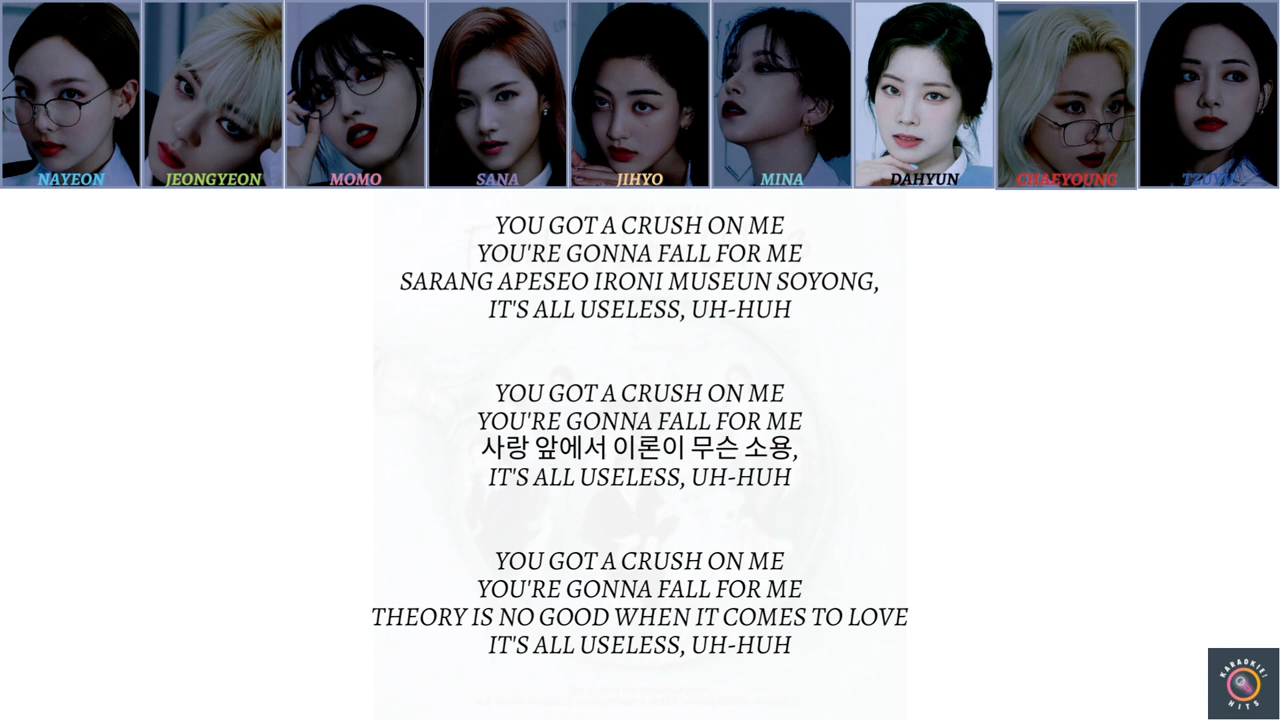 NAYEON
JEONGYEON
MOMO
SANA
JIHYO
MINA
DAHYUN
CHAEYOUNG
TZUYU
YOU GOT A CRUSH ON ME
YOU'RE GONNA FALL FOR ME
SARANG APESEO IRONI MUSEUN SOYONG,
IT'S ALL USELESS, UH-HUH
YOU GOT A CRUSH ON ME
YOU'RE GONNA FALL FOR ME
사랑 앞에서 이론이 무슨 소용,
IT'S ALL USELESS, UH-HUH
YOU GOT A CRUSH ON ME
YOU'RE GONNA FALL FOR ME
THEORY IS NO GOOD WHEN IT COMES TO LOVE
IT'S ALL USELESS, UH-HUH
KARAOKIE!
HITS